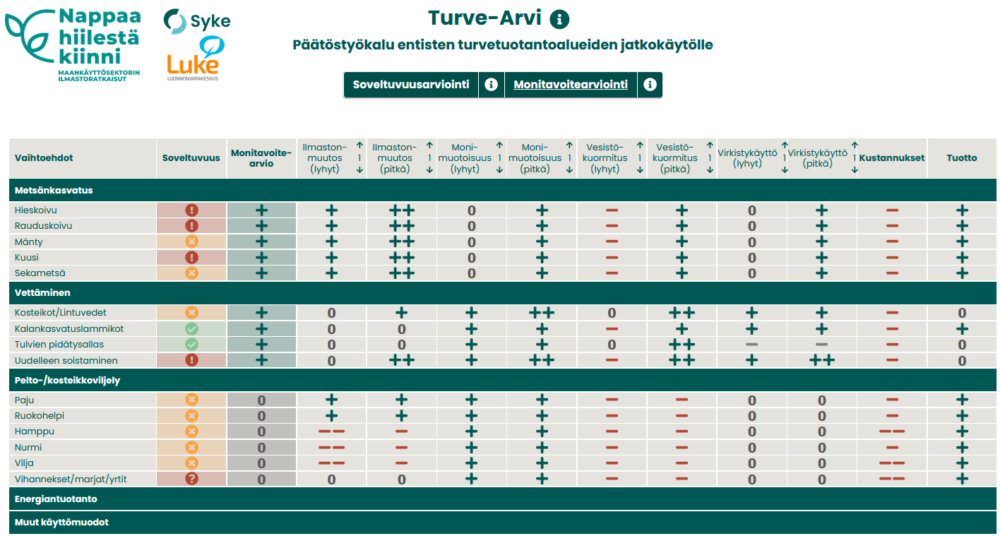 Nappaa
hiilestä
kiinni
MAANKÄYTTÖSEKTORIN
ILMASTORATKAISUT
Syke
Luke
LUONNONVARAKESKUS
Turve-Arvi
Päätöstyökalu entisten turvetuotantoalueiden jatkokäytölle
Soveltuvuusarviointi Monitavoitearviointi
Vaihtoehdot Soveltuvuus Monitavoite-arvio Ilmaston-muutos (lyhyt) ↑ 1 ↓ Ilmaston-muutos (pitkä) ↑ 1 ↓ Moni-muotoisuus (lyhyt) ↑ 1 ↓ Moni-muotoisuus (pitkä) ↑ 1 ↓ Vesistö-kuormitus (lyhyt) ↑ 1 ↓ Vesistö-kuormitus (pitkä) ↑ 1 ↓ Virkistykäyttö (lyhyt) ↑ 1 ↓ Virkistykäyttö (pitkä) ↑ 1 ↓ Kustannukset Tuotto
Metsänkasvatus
Hieskoivu ! + + ++ 0 + – + 0 + – +
Rauduskoivu ! + + ++ 0 + – + 0 + – +
Mänty × + + ++ 0 + – + 0 + – +
Kuusi ! + + ++ 0 + – + 0 + – +
Sekametsä × + + ++ 0 + – + 0 + – +
Vettäminen
Kosteikot/Lintuvedet × + 0 + + ++ 0 ++ + + – 0
Kalankasvatuslammikot ✓ + 0 0 + + – + + + – +
Tulvien pidätysallas ✓ + 0 0 + + 0 ++ – – – 0
Uudelleen soistaminen ! + 0 ++ + ++ – ++ + ++ – 0
Pelto-/kosteikkoviljely
Paju × 0 + + + + – – 0 0 – +
Ruokohelpi × 0 + + + + – – 0 0 – +
Hamppu × 0 –– – + + – – 0 0 –– +
Nurmi × 0 –– – + + – – 0 0 – +
Vilja × 0 –– – + + – – 0 0 –– +
Vihannekset/marjat/yrtit ? 0 0 0 + + – – 0 0 –– +
Energiantuotanto
Muut käyttömuodot